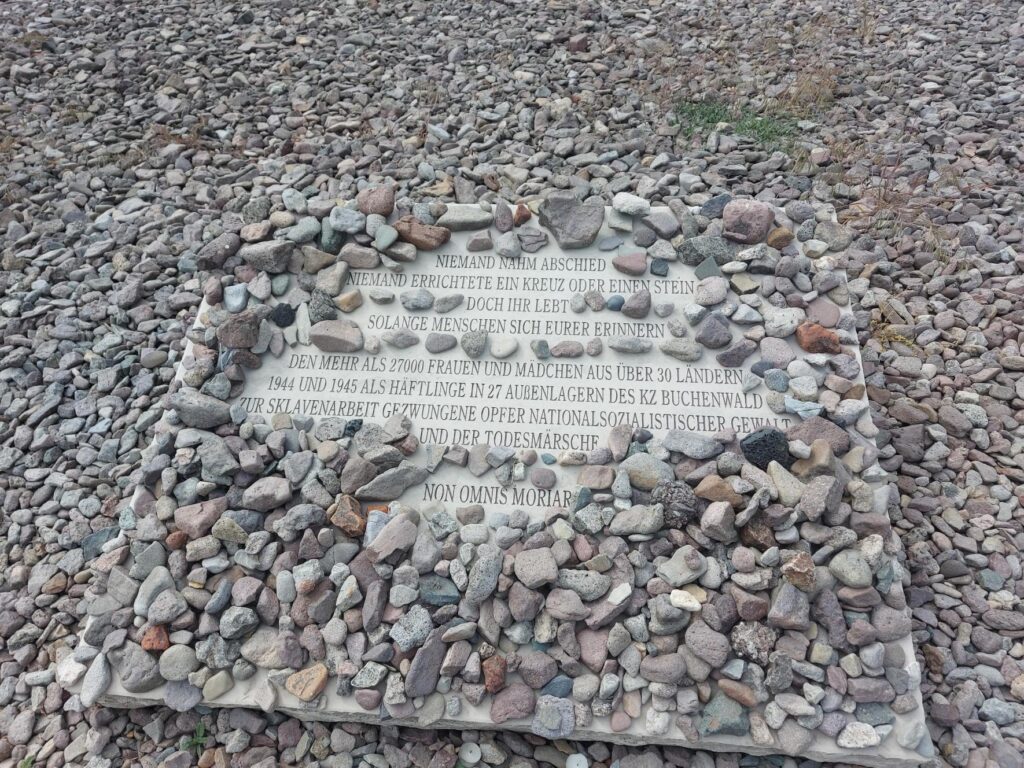 NIEMAND NAHM ABSCHIED
NIEMAND ERRICHTETE EIN KREUZ ODER EINEN STEIN
DOCH IHR LEBT
SOLANGE MENSCHEN SICH EURER ERINNERN
DEN MEHR ALS 27000 FRAUEN UND MÄDCHEN AUS ÜBER 30 LÄNDERN
1944 UND 1945 ALS HÄFTLINGE IN 27 AUẞENLAGERN DES KZ BUCHENWALD
ZUR SKLAVENARBEIT GEZWUNGENE OPFER NATIONALSOZIALISTISCHER GEWALT
UND DER TODESMÄRSCHE
NON OMNIS MORIAR